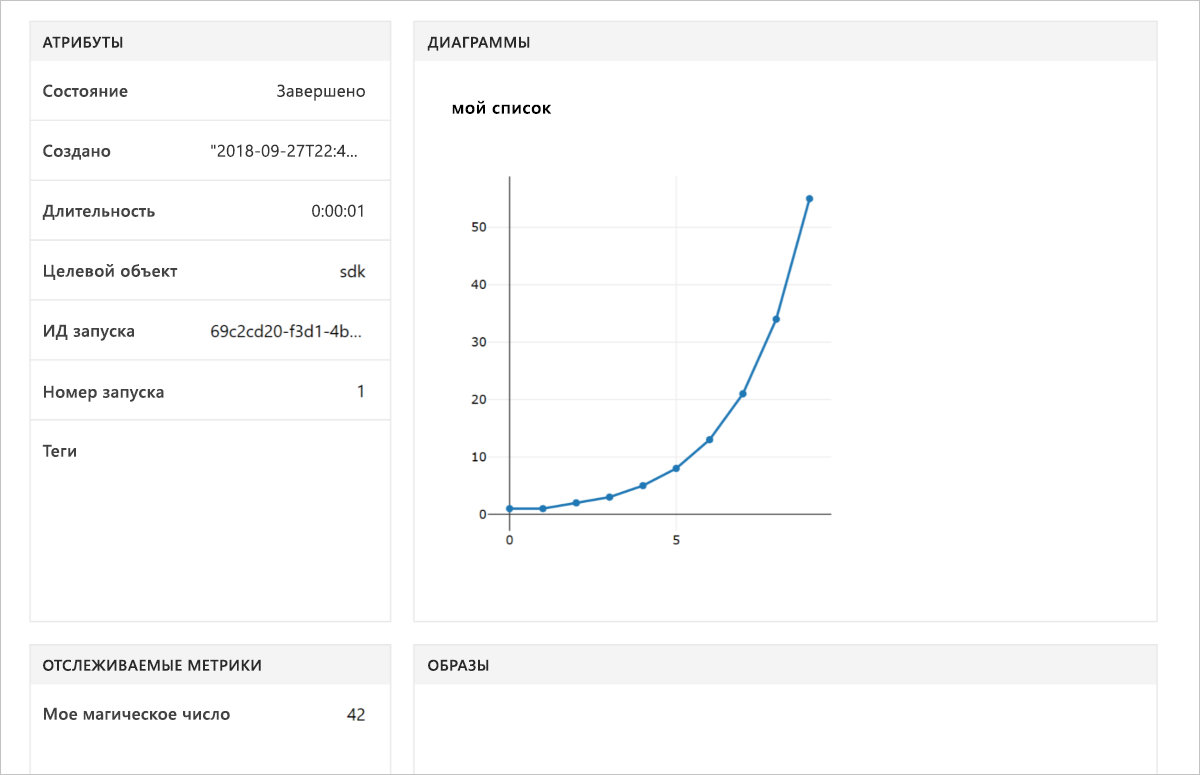 АТРИБУТЫ
Состояние Завершено
Создано "2018-09-27T22:4...
Длительность 0:00:01
Целевой объект sdk
ИД запуска 69c2cd20-f3d1-4b...
Номер запуска 1
Теги
ДИАГРАММЫ
мой список
50
40
30
20
10
0
0 5
ОТСЛЕЖИВАЕМЫЕ МЕТРИКИ
Мое магическое число 42
ОБРАЗЫ